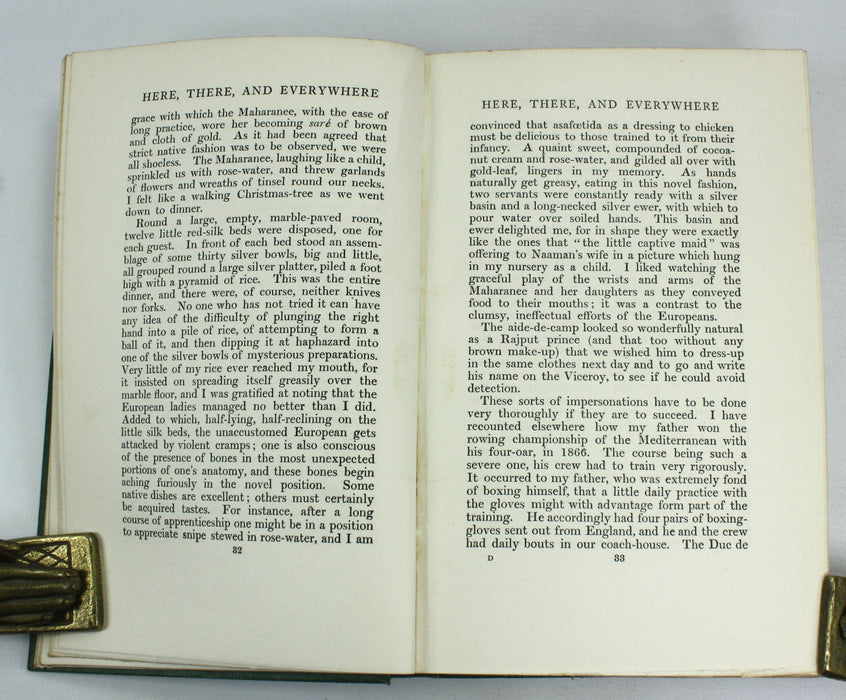 HERE, THERE, AND EVERYWHERE
grace with which the Maharanee, with the ease of
long practice, wore her becoming saré of brown
and cloth of gold. As it had been agreed that
strict native fashion was to be observed, we were
all shoeless. The Maharanee, laughing like a child,
sprinkled us with rose-water, and threw garlands
of flowers and wreaths of tinsel round our necks.
I felt like a walking Christmas-tree as we went
down to dinner.
Round a large, empty, marble-paved room,
twelve little red-silk beds were disposed, one for
each guest. In front of each bed stood an assem-
blage of some thirty silver bowls, big and little,
all grouped round a large silver platter, piled a foot
high with a pyramid of rice. This was the entire
dinner, and there were, of course, neither knives
nor forks. No one who has not tried it can have
any idea of the difficulty of plunging the right
hand into a pile of rice, of attempting to form a
ball of it, and then dipping it at haphazard into
one of the silver bowls of mysterious preparations.
Very little of my rice ever reached my mouth, for
it insisted on spreading itself greasily over the
marble floor, and I was gratified at noting that the
European ladies managed no better than I did.
Added to which, half-lying, half-reclining on the
little silk beds, the unaccustomed European gets
attacked by violent cramps; one is also conscious
of the presence of bones in the most unexpected
portions of one's anatomy, and these bones begin
aching furiously in the novel position. Some
native dishes are excellent; others must certainly
be acquired tastes. For instance, after a long
course of apprenticeship one might be in a position
to appreciate snipe stewed in rose-water, and I am
32
HERE, THERE, AND EVERYWHERE
convinced that asafœtida as a dressing to chicken
must be delicious to those trained to it from their
infancy. A quaint sweet, compounded of cocoa-
nut cream and rose-water, and gilded all over with
gold-leaf, lingers in my memory. As hands
naturally get greasy, eating in this novel fashion,
two servants were constantly ready with a silver
basin and a long-necked silver ewer, with which to
pour water over soiled hands. This basin and
ewer delighted me, for in shape they were exactly
like the ones that "the little captive maid" was
offering to Naaman's wife in a picture which hung
in my nursery as a child. I liked watching the
graceful play of the wrists and arms of the
Maharanee and her daughters as they conveyed
food to their mouths; it was a contrast to the
clumsy, ineffectual efforts of the Europeans.
The aide-de-camp looked so wonderfully natural
as a Rajput prince (and that too without any
brown make-up) that we wished him to dress-up
in the same clothes next day and to go and write
his name on the Viceroy, to see if he could avoid
detection.
These sorts of impersonations have to be done
very thoroughly if they are to succeed. I have
recounted elsewhere how my father won the
rowing championship of the Mediterranean with
his four-oar, in 1866. The course being such a
severe one, his crew had to train very rigorously.
It occurred to my father, who was extremely fond
of boxing himself, that a little daily practice with
the gloves might with advantage form part of the
training. He accordingly had four pairs of boxing-
gloves sent out from England, and he and the crew
had daily bouts in our coach-house. The Duc de
D 33